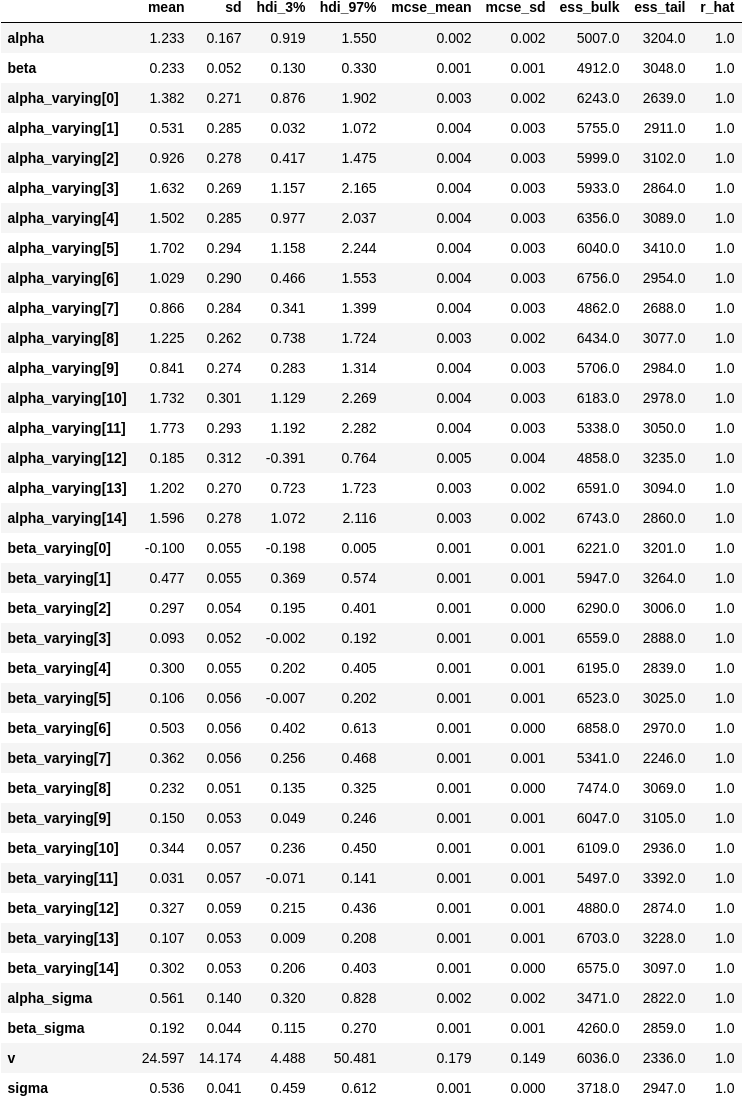 mean sd hdi_3% hdi_97% mcse_mean mcse_sd ess_bulk ess_tail r_hat
alpha 1.233 0.167 0.919 1.550 0.002 0.002 5007.0 3204.0 1.0
beta 0.233 0.052 0.130 0.330 0.001 0.001 4912.0 3048.0 1.0
alpha_varying[0] 1.382 0.271 0.876 1.902 0.003 0.002 6243.0 2639.0 1.0
alpha_varying[1] 0.531 0.285 0.032 1.072 0.004 0.003 5755.0 2911.0 1.0
alpha_varying[2] 0.926 0.278 0.417 1.475 0.004 0.003 5999.0 3102.0 1.0
alpha_varying[3] 1.632 0.269 1.157 2.165 0.004 0.003 5933.0 2864.0 1.0
alpha_varying[4] 1.502 0.285 0.977 2.037 0.004 0.003 6356.0 3089.0 1.0
alpha_varying[5] 1.702 0.294 1.158 2.244 0.004 0.003 6040.0 3410.0 1.0
alpha_varying[6] 1.029 0.290 0.466 1.553 0.004 0.003 6756.0 2954.0 1.0
alpha_varying[7] 0.866 0.284 0.341 1.399 0.004 0.003 4862.0 2688.0 1.0
alpha_varying[8] 1.225 0.262 0.738 1.724 0.003 0.002 6434.0 3077.0 1.0
alpha_varying[9] 0.841 0.274 0.283 1.314 0.004 0.003 5706.0 2984.0 1.0
alpha_varying[10] 1.732 0.301 1.129 2.269 0.004 0.003 6183.0 2978.0 1.0
alpha_varying[11] 1.773 0.293 1.192 2.282 0.004 0.003 5338.0 3050.0 1.0
alpha_varying[12] 0.185 0.312 -0.391 0.764 0.005 0.004 4858.0 3235.0 1.0
alpha_varying[13] 1.202 0.270 0.723 1.723 0.003 0.002 6591.0 3094.0 1.0
alpha_varying[14] 1.596 0.278 1.072 2.116 0.003 0.002 6743.0 2860.0 1.0
beta_varying[0] -0.100 0.055 -0.198 0.005 0.001 0.001 6221.0 3201.0 1.0
beta_varying[1] 0.477 0.055 0.369 0.574 0.001 0.001 5947.0 3264.0 1.0
beta_varying[2] 0.297 0.054 0.195 0.401 0.001 0.000 6290.0 3006.0 1.0
beta_varying[3] 0.093 0.052 -0.002 0.192 0.001 0.001 6559.0 2888.0 1.0
beta_varying[4] 0.300 0.055 0.202 0.405 0.001 0.001 6195.0 2839.0 1.0
beta_varying[5] 0.106 0.056 -0.007 0.202 0.001 0.001 6523.0 3025.0 1.0
beta_varying[6] 0.503 0.056 0.402 0.613 0.001 0.000 6858.0 2970.0 1.0
beta_varying[7] 0.362 0.056 0.256 0.468 0.001 0.001 5341.0 2246.0 1.0
beta_varying[8] 0.232 0.051 0.135 0.325 0.001 0.000 7474.0 3069.0 1.0
beta_varying[9] 0.150 0.053 0.049 0.246 0.001 0.001 6047.0 3105.0 1.0
beta_varying[10] 0.344 0.057 0.236 0.450 0.001 0.001 6109.0 2936.0 1.0
beta_varying[11] 0.031 0.057 -0.071 0.141 0.001 0.001 5497.0 3392.0 1.0
beta_varying[12] 0.327 0.059 0.215 0.436 0.001 0.001 4880.0 2874.0 1.0
beta_varying[13] 0.107 0.053 0.009 0.208 0.001 0.001 6703.0 3228.0 1.0
beta_varying[14] 0.302 0.053 0.206 0.403 0.001 0.000 6575.0 3097.0 1.0
alpha_sigma 0.561 0.140 0.320 0.828 0.002 0.002 3471.0 2822.0 1.0
beta_sigma 0.192 0.044 0.115 0.270 0.001 0.001 4260.0 2859.0 1.0
v 24.597 14.174 4.488 50.481 0.179 0.149 6036.0 2336.0 1.0
sigma 0.536 0.041 0.459 0.612 0.001 0.000 3718.0 2947.0 1.0